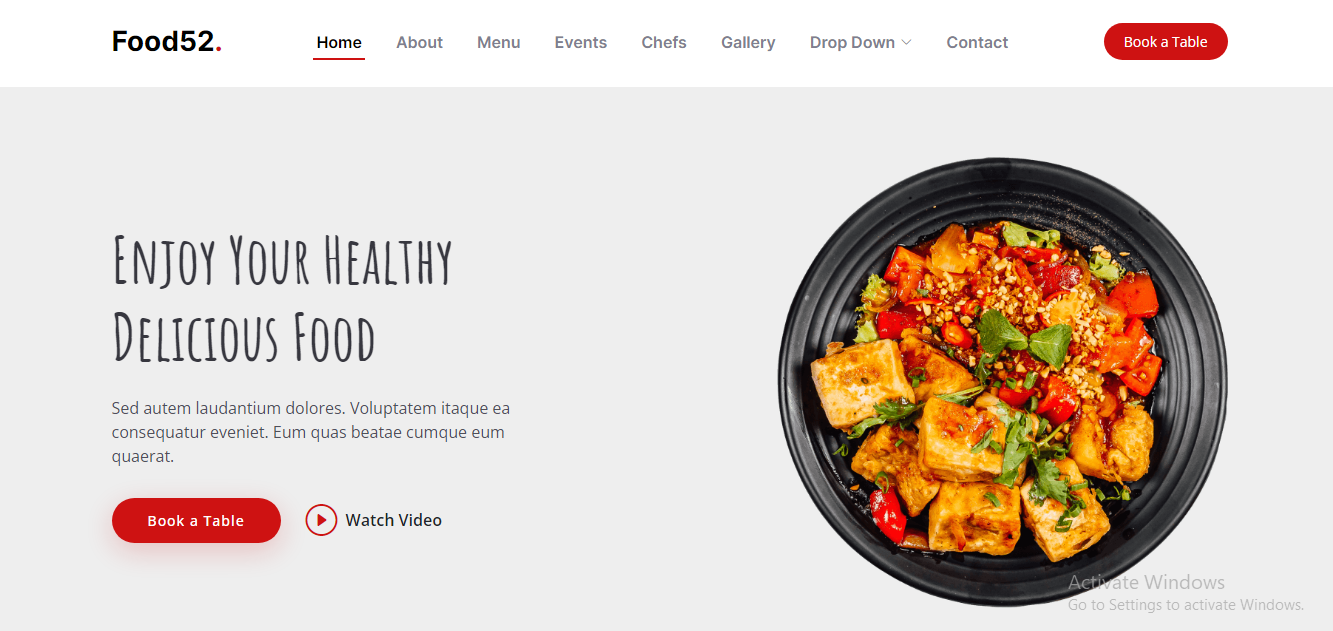 Food52.
Home About Menu Events Chefs Gallery Drop Down Contact
Book a Table
Enjoy Your Healthy
Delicious Food
Sed autem laudantium dolores. Voluptatem itaque ea
consequatur eveniet. Eum quas beatae cumque eum
quaerat.
Book a Table
Watch Video
Activate Windows
Go to Settings to activate Windows.